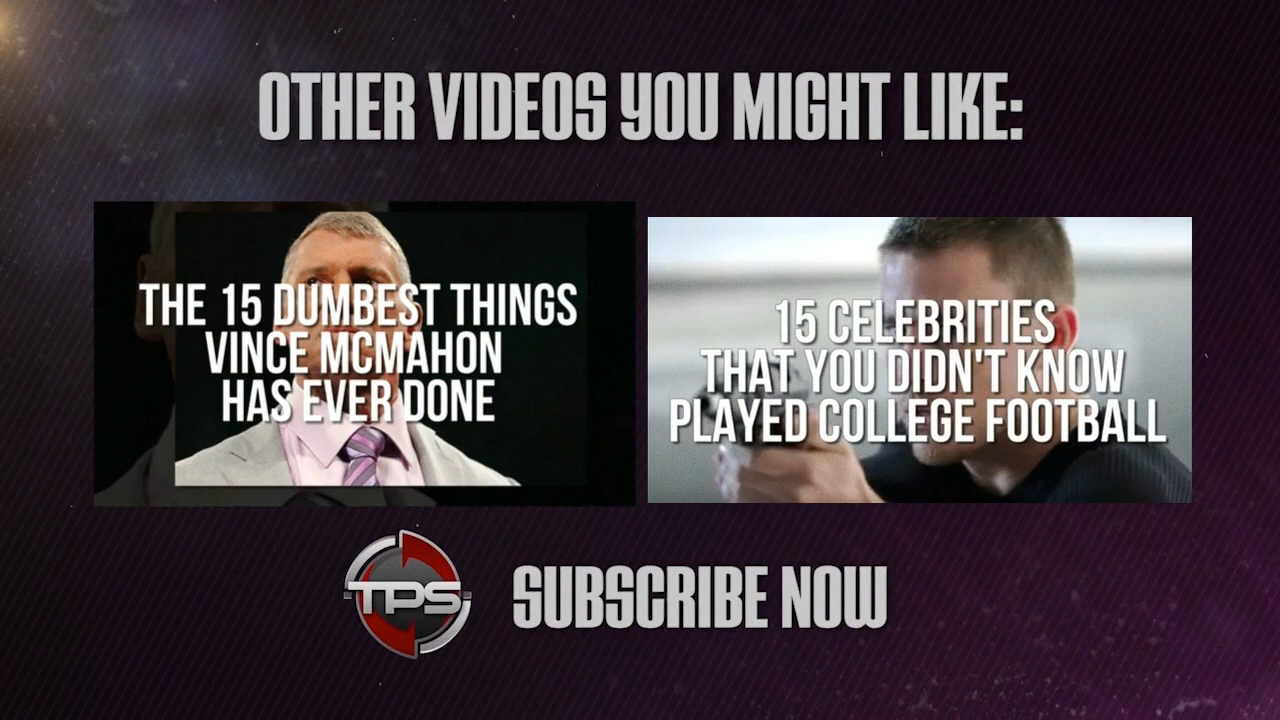 OTHER VIDEOS YOU MIGHT LIKE:
THE 15 DUMBEST THINGS
VINCE MCMAHON
HAS EVER DONE
15 CELEBRITIES
THAT YOU DIDN'T KNOW
PLAYED COLLEGE FOOTBALL
TPS
SUBSCRIBE NOW